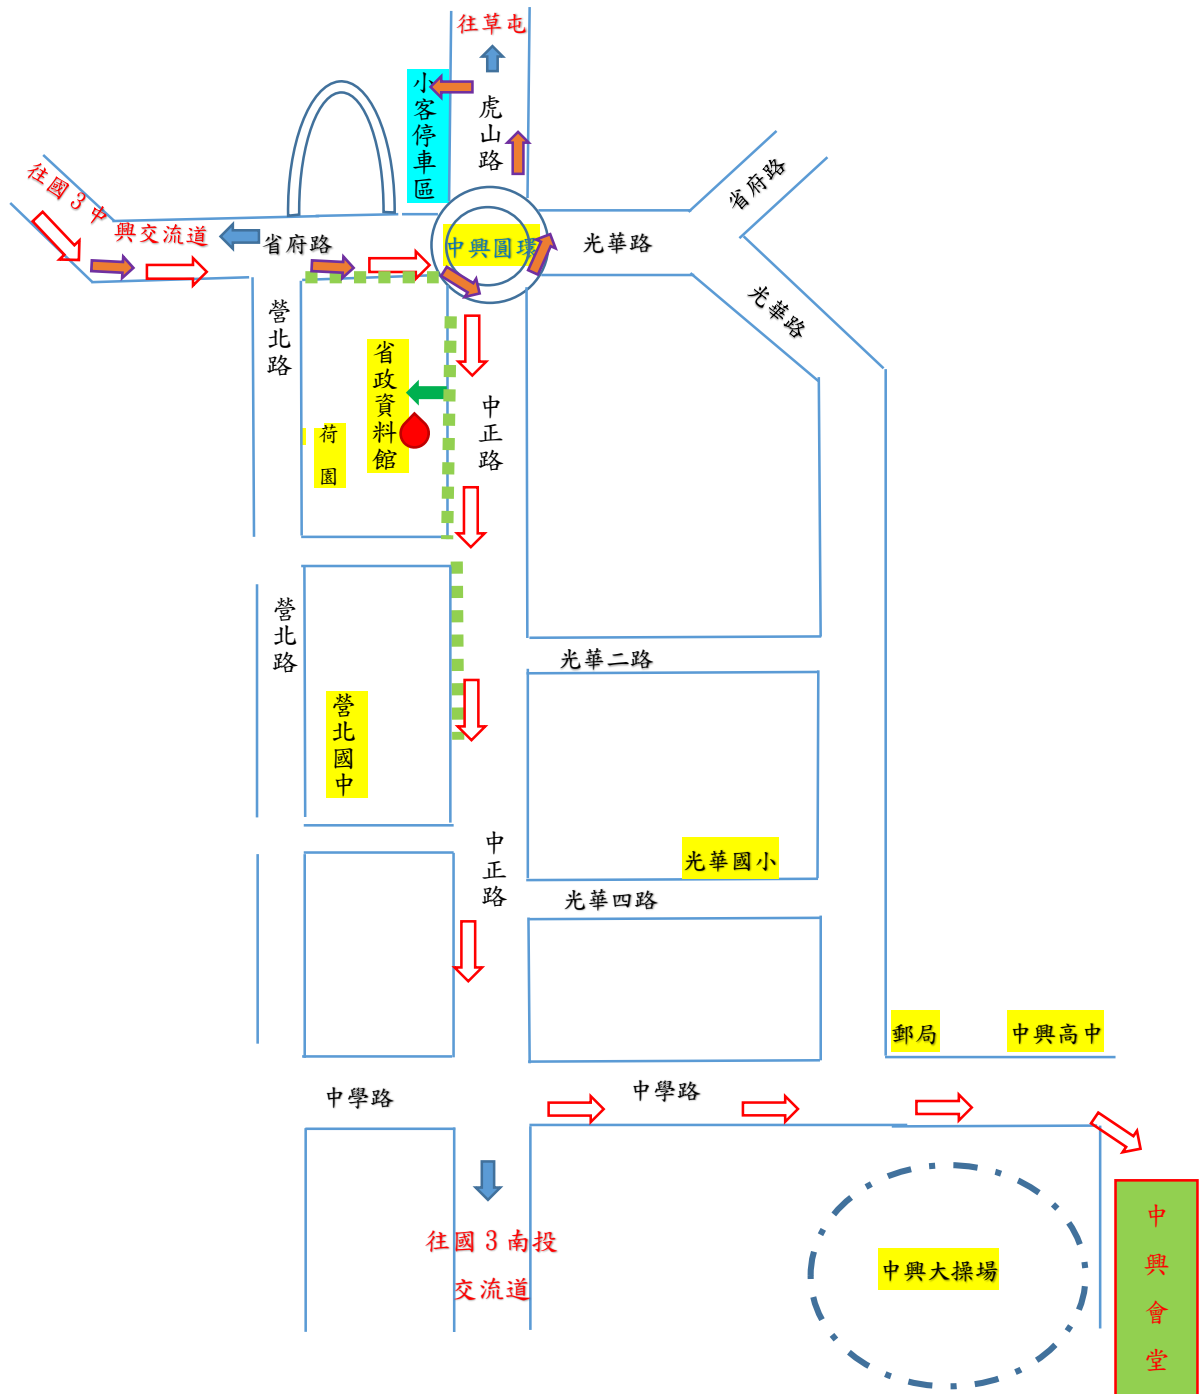 往草屯
小客停車區
虎山路
省府路
往國3中
興交流道
省府路
中興圓環
光華路
光華路
營北路
省政資料館
中正路
荷
園
營北路
光華二路
營北國中
中正路
光華國小
光華四路
郵局
中興高中
中學路
中學路
往國3南投
交流道
中興大操場
中
興
會
堂